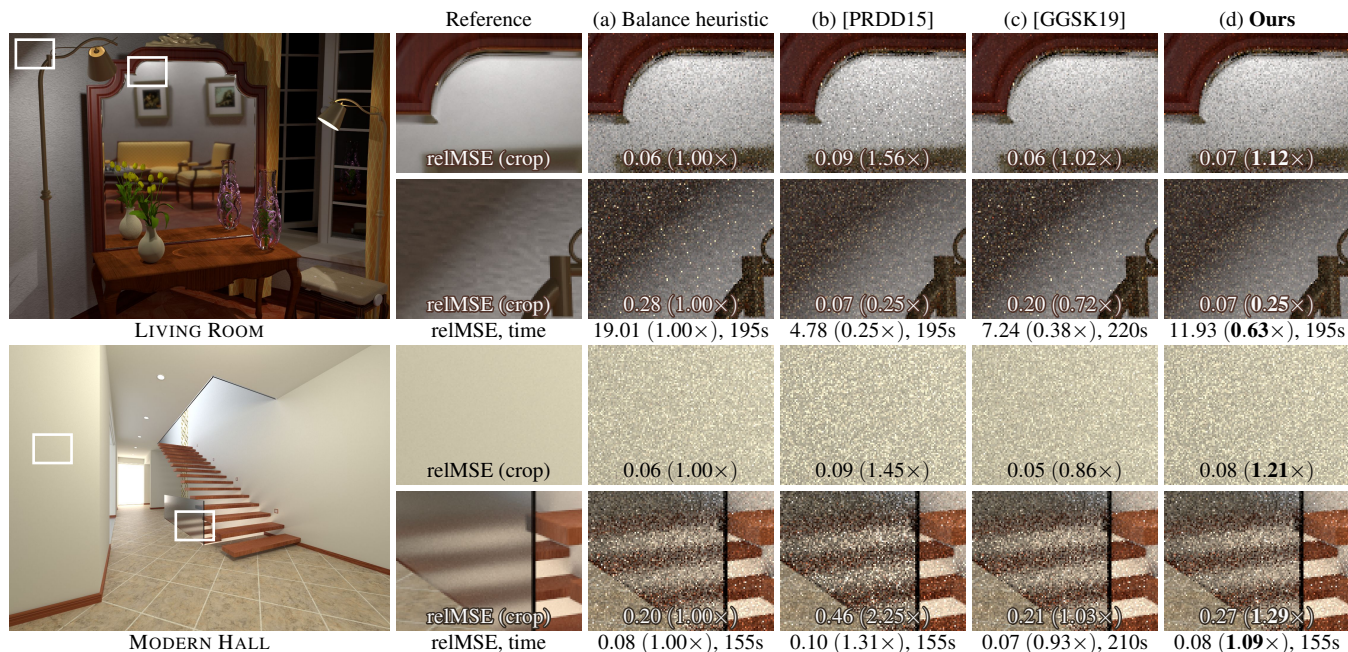 Reference (a) Balance heuristic (b) [PRDD15] (c) [GGSK19] (d) Ours
relMSE (crop) 0.06 (1.00×) 0.09 (1.56×) 0.06 (1.02×) 0.07 (1.12×)
relMSE (crop) 0.28 (1.00×) 0.07 (0.25×) 0.20 (0.72×) 0.07 (0.25×)
LIVING ROOM relMSE, time 19.01 (1.00×), 195s 4.78 (0.25×), 195s 7.24 (0.38×), 220s 11.93 (0.63×), 195s
relMSE (crop) 0.06 (1.00×) 0.09 (1.45×) 0.05 (0.86×) 0.08 (1.21×)
relMSE (crop) 0.20 (1.00×) 0.46 (2.25×) 0.21 (1.03×) 0.27 (1.29×)
MODERN HALL relMSE, time 0.08 (1.00×), 155s 0.10 (1.31×), 155s 0.07 (0.93×), 210s 0.08 (1.09×), 155s